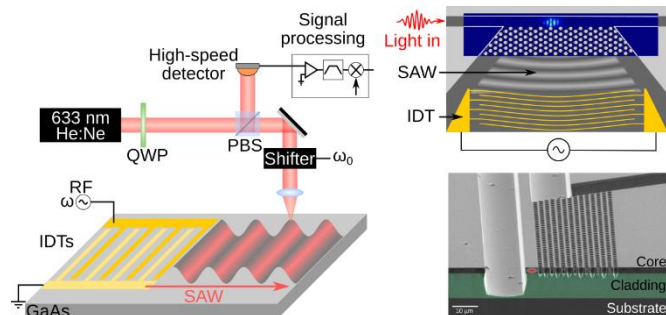 Signal
processing
High-speed
detector
633 nm
He:Ne
QWP
PBS
Shifter
ω₀
RF
ω
IDTs
SAW
GaAs
Light in
SAW
IDT
Core
Cladding
Substrate
10 µm